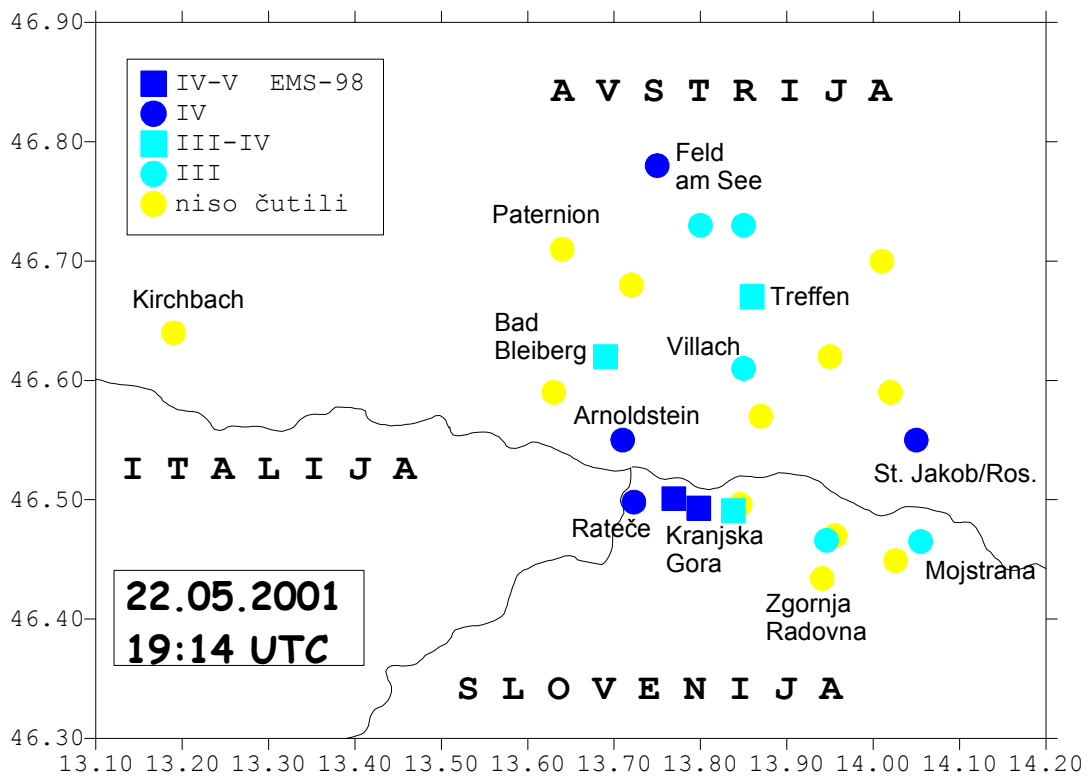 46.90
46.80
46.70
46.60
46.50
46.40
46.30
IV-V EMS-98
IV
III-IV
III
niso čutili
A V S T R I J A
Feld
am See
Paternion
Kirchbach
Treffen
Bad
Bleiberg
Villach
Arnoldstein
I T A L I J A
St. Jakob/Ros.
Rateče
Kranjska
Gora
Mojstrana
Zgornja
Radovna
22.05.2001
19:14 UTC
S L O V E N I J A
13.10 13.20 13.30 13.40 13.50 13.60 13.70 13.80 13.90 14.00 14.10 14.20